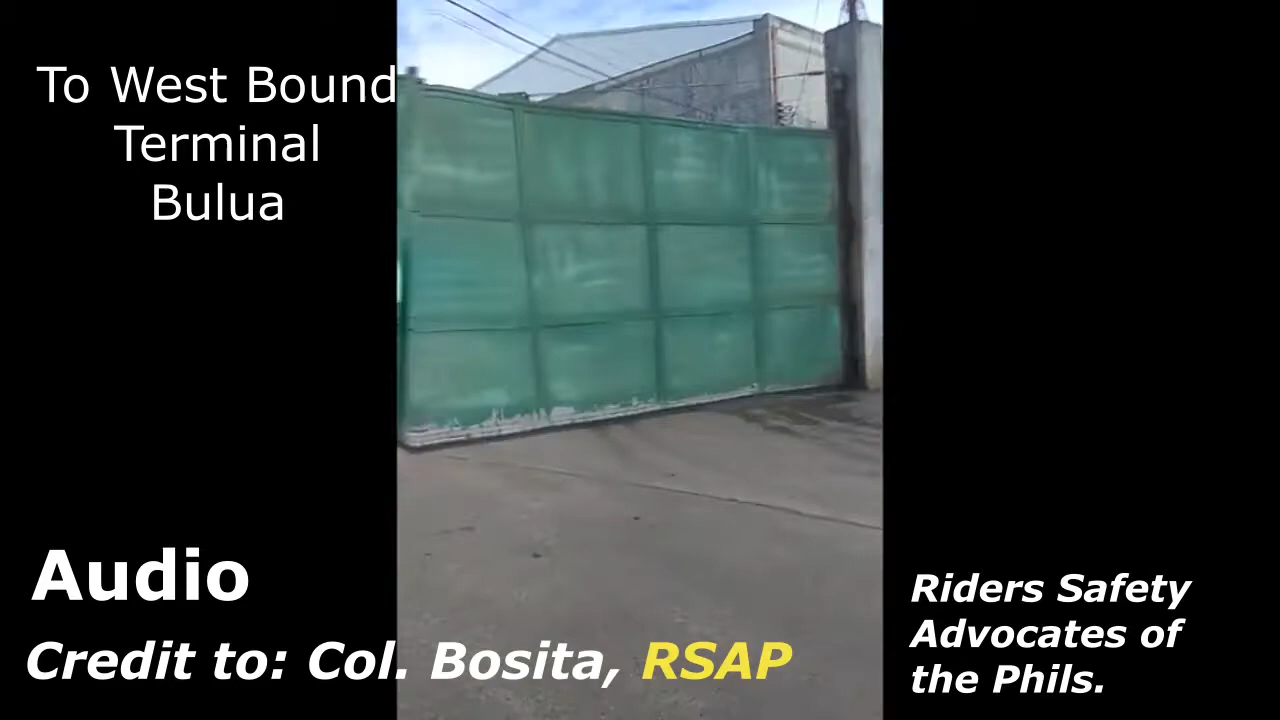 To West Bound
Terminal
Bulua
Audio
Credit to: Col. Bosita, RSAP
Riders Safety
Advocates of
the Phils.